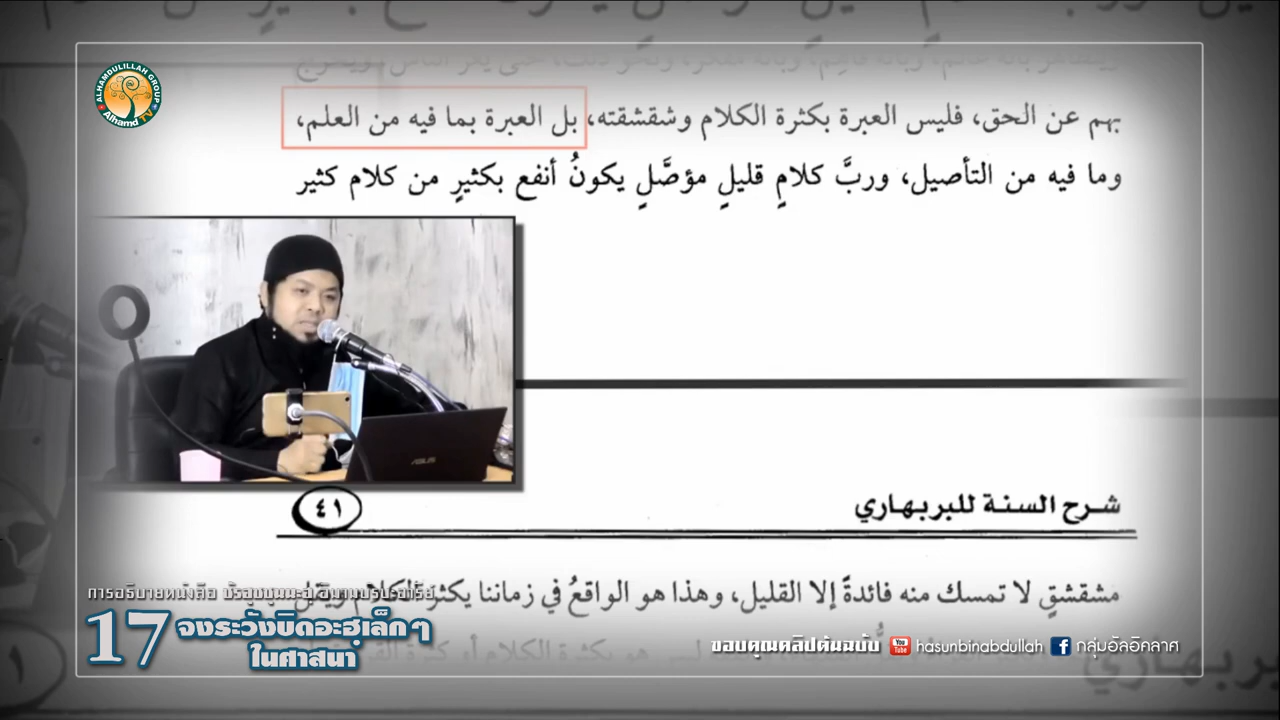 ALHAMDULILLAH GROUP
Alhamd TV
بهم عن الحق، فليس العبرة بكثرة الكلام وشقشقته، بل العبرة بما فيه من العلم،
وما فيه من التأصيل، وربَّ كلامٍ قليلٍ مؤصَّلٍ يكونُ أنفع بكثيرٍ من كلام كثير
ASUS
شرح السنة للبربهاري
٤١
مشقشقٍ لا تمسك منه فائدةً إلا القليل، وهذا هو الواقعُ في زماننا يكثر الكلام
การอธิบายหนังสือ
17 จงระวังบิดอะฮฺเล็กๆ
ในศาสนา
ขอบคุณคลิปต้นฉบับ YouTube hasunbinabdullah f กลุ่มอัลอิคลาศ